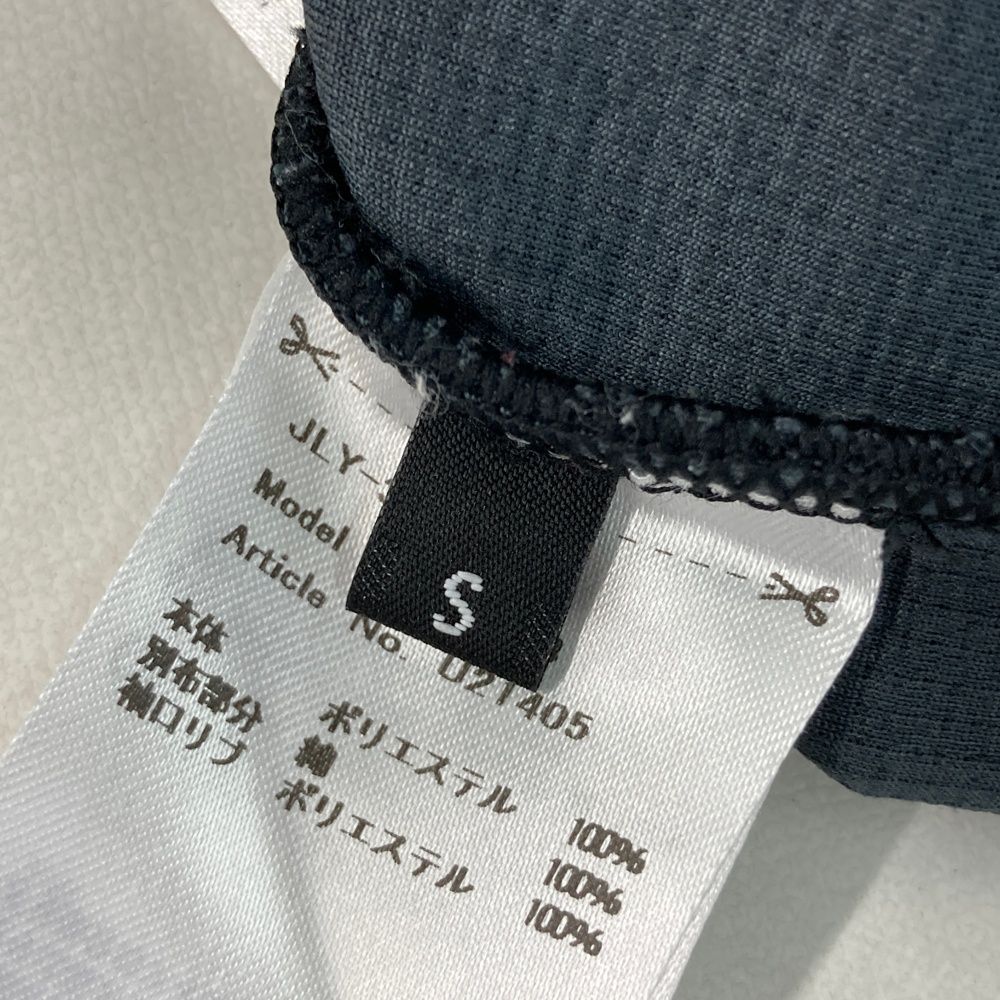 JLY-
Model
Article No. U21405
S
本体 ポリエステル 100%
別布部分 綿 100%
袖口リブ ポリエステル 100%